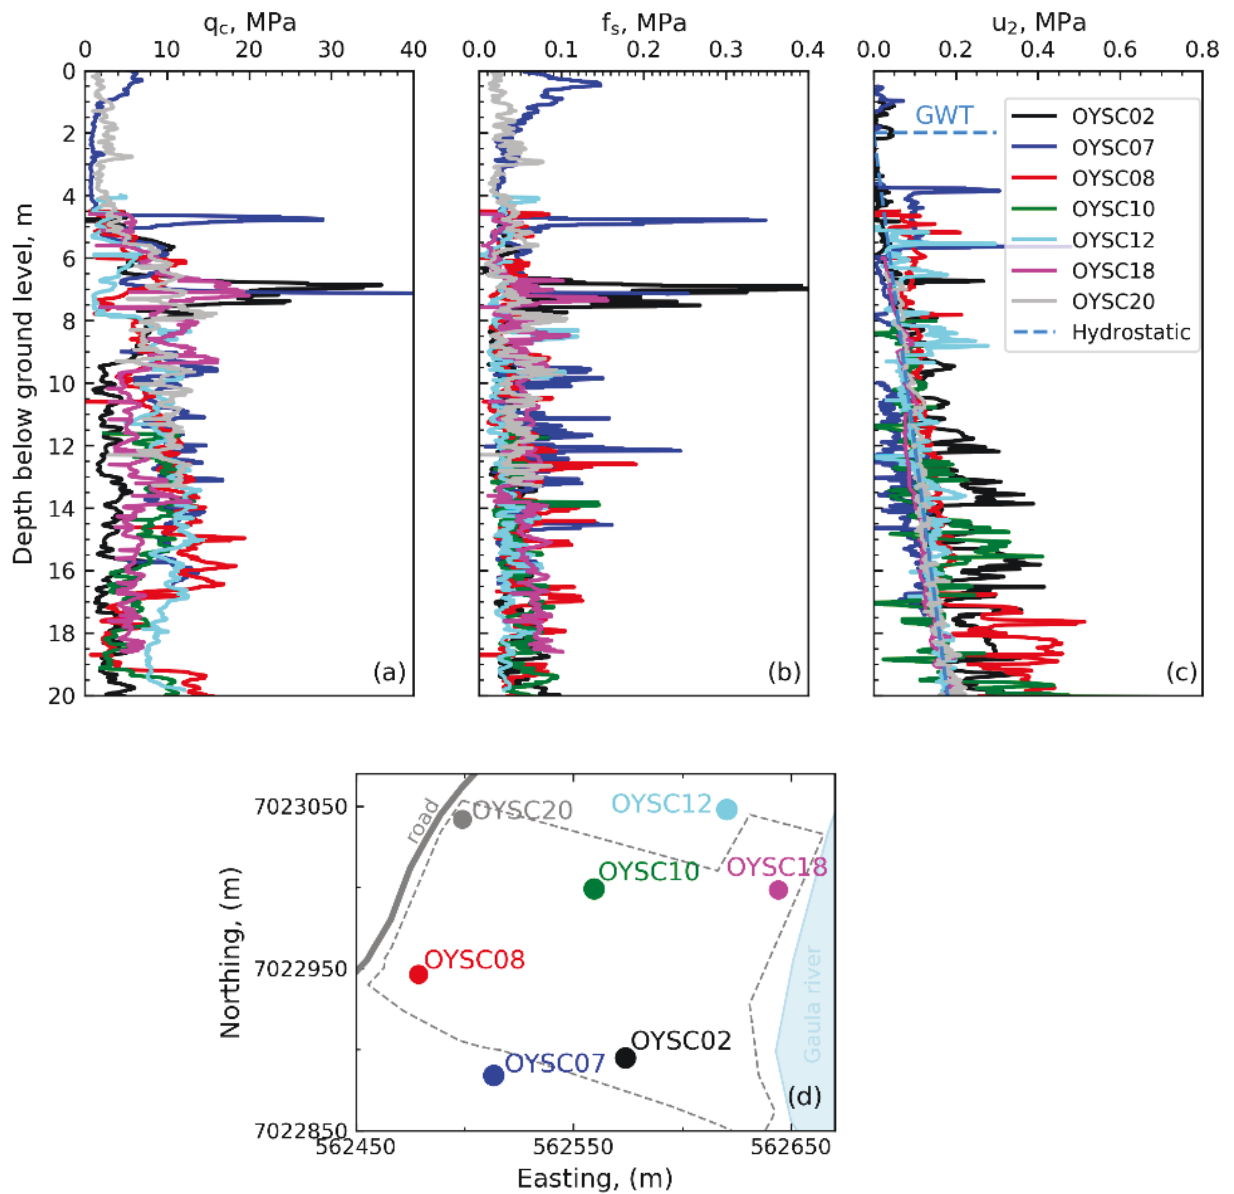 qc, MPa
fs, MPa
u2, MPa
0 10 20 30 40
0.0 0.1 0.2 0.3 0.4
0.0 0.2 0.4 0.6 0.8
Depth below ground level, m
0
2
4
6
8
10
12
14
16
18
20
(a)
(b)
(c)
GWT
OYSC02
OYSC07
OYSC08
OYSC10
OYSC12
OYSC18
OYSC20
Hydrostatic
Northing, (m)
7023050
7022950
7022850
road
OYSC20
OYSC12
OYSC10
OYSC18
OYSC08
OYSC02
OYSC07
Gaula river
(d)
562450 562550 562650
Easting, (m)